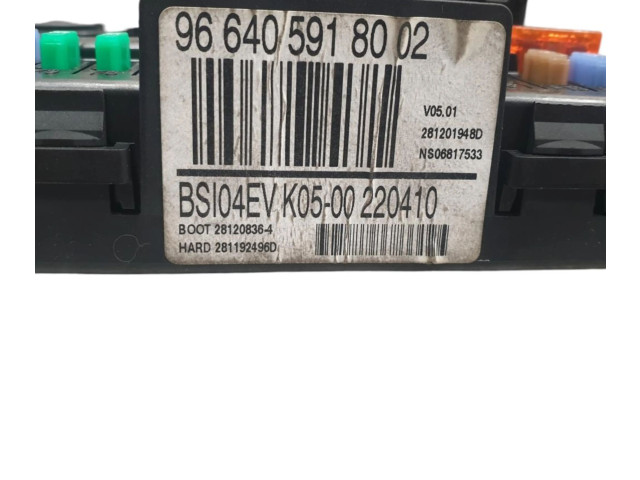 96 640 591 80 02
V05.01
281201948D
NS06817533
BSI04EV K05-00 220410
BOOT 28120836-4
HARD 281192496D